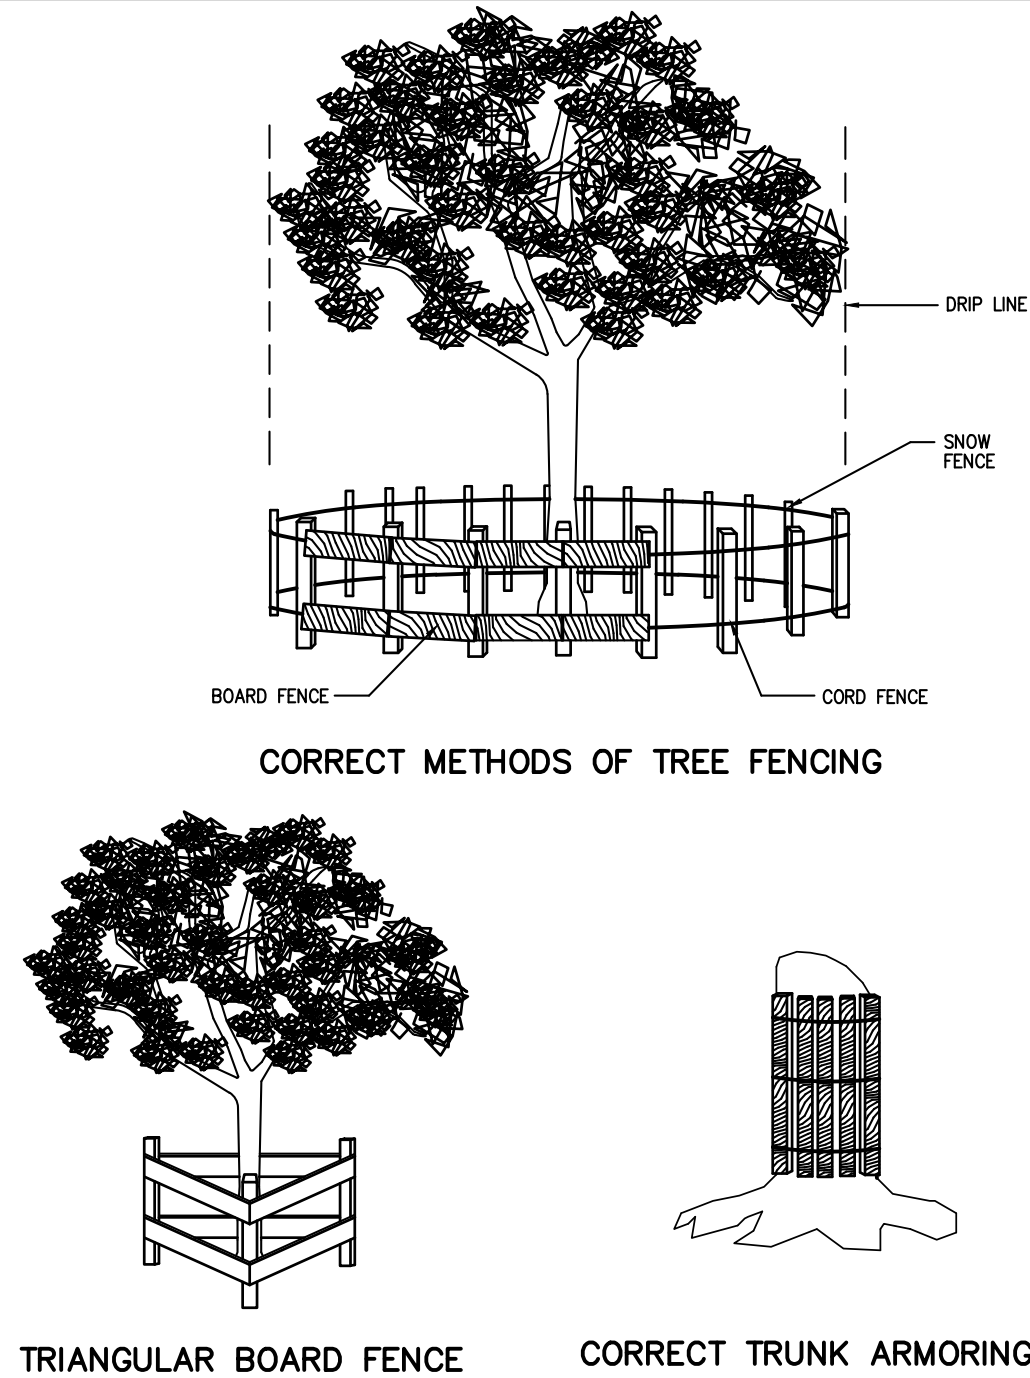 DRIP LINE
SNOW
FENCE
BOARD FENCE
CORD FENCE
CORRECT METHODS OF TREE FENCING
TRIANGULAR BOARD FENCE
CORRECT TRUNK ARMORING